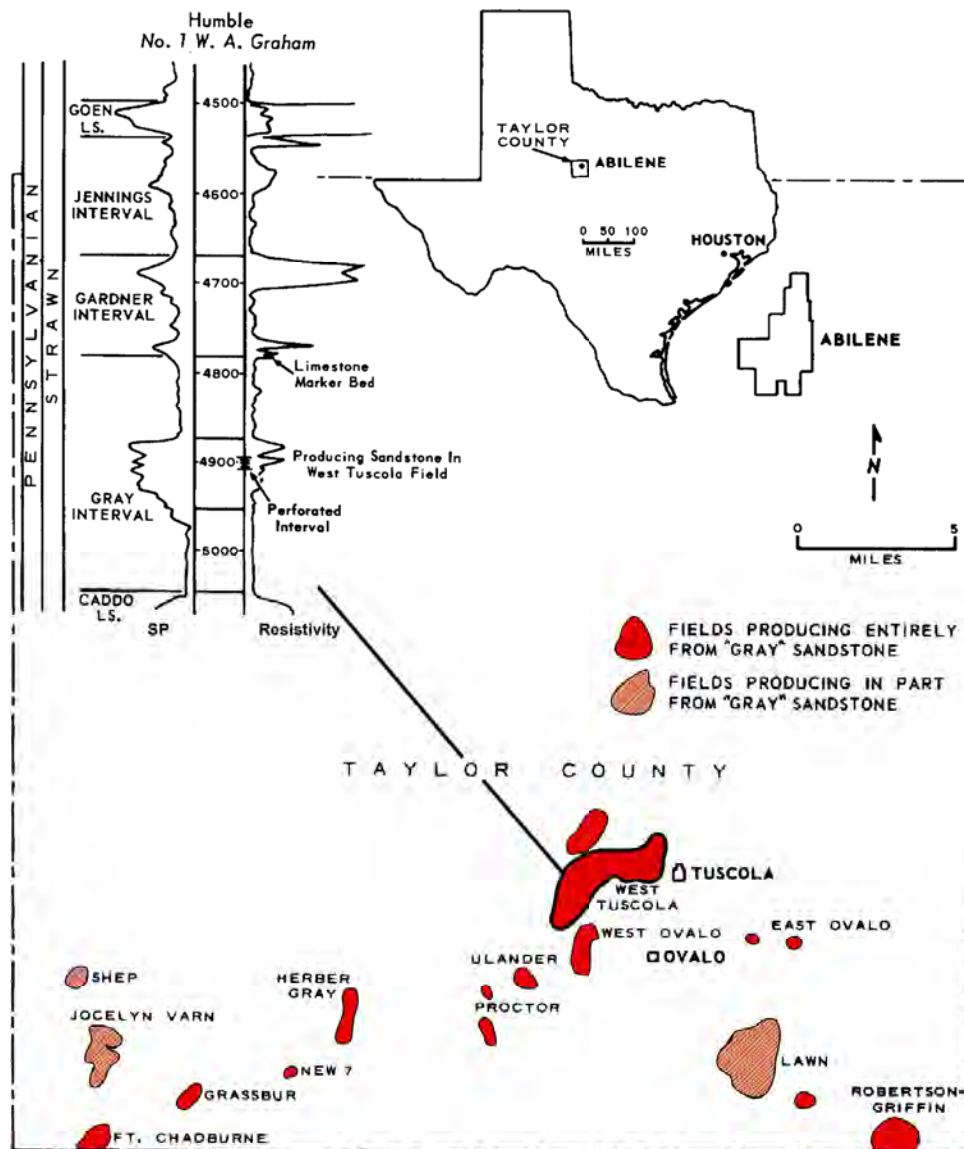 Humble
No. 1 W. A. Graham
PENNSYLVANIAN
STRAWN
GOEN
LS.
JENNINGS
INTERVAL
GARDNER
INTERVAL
GRAY
INTERVAL
CADDO
LS.
4500
4600
4700
4800
4900
5000
Limestone
Marker Bed
Producing Sandstone In
West Tuscola Field
Perforated
Interval
SP
Resistivity
TAYLOR
COUNTY
ABILENE
0 50 100
MILES
HOUSTON
ABILENE
N
0 5
MILES
FIELDS PRODUCING ENTIRELY
FROM "GRAY" SANDSTONE
FIELDS PRODUCING IN PART
FROM "GRAY" SANDSTONE
TAYLOR COUNTY
WEST
TUSCOLA
TUSCOLA
WEST OVALO
OVALO
EAST OVALO
ULANDER
PROCTOR
HERBER
GRAY
SHEP
JOCELYN VARN
NEW ?
GRASSBUR
FT. CHADBURNE
LAWN
ROBERTSON-
GRIFFIN